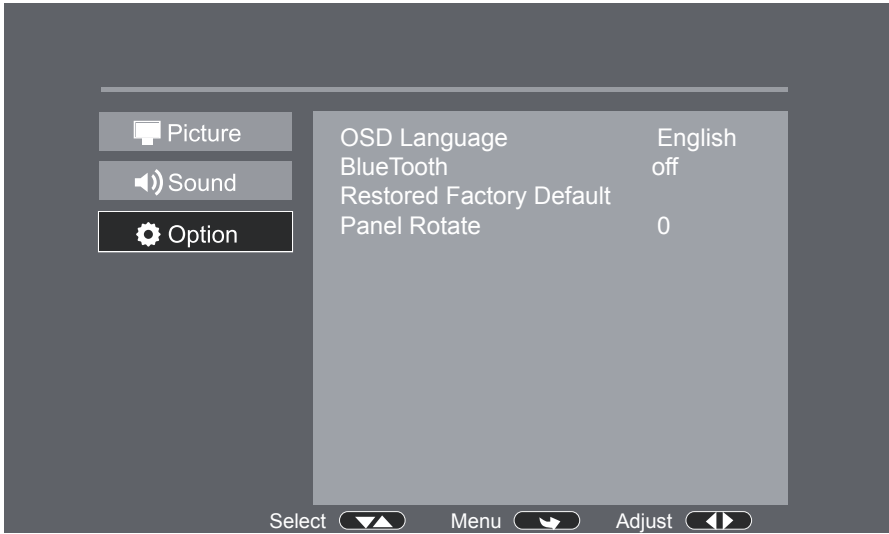 Picture
Sound
Option
OSD Language English
BlueTooth off
Restored Factory Default
Panel Rotate 0
Select Menu Adjust